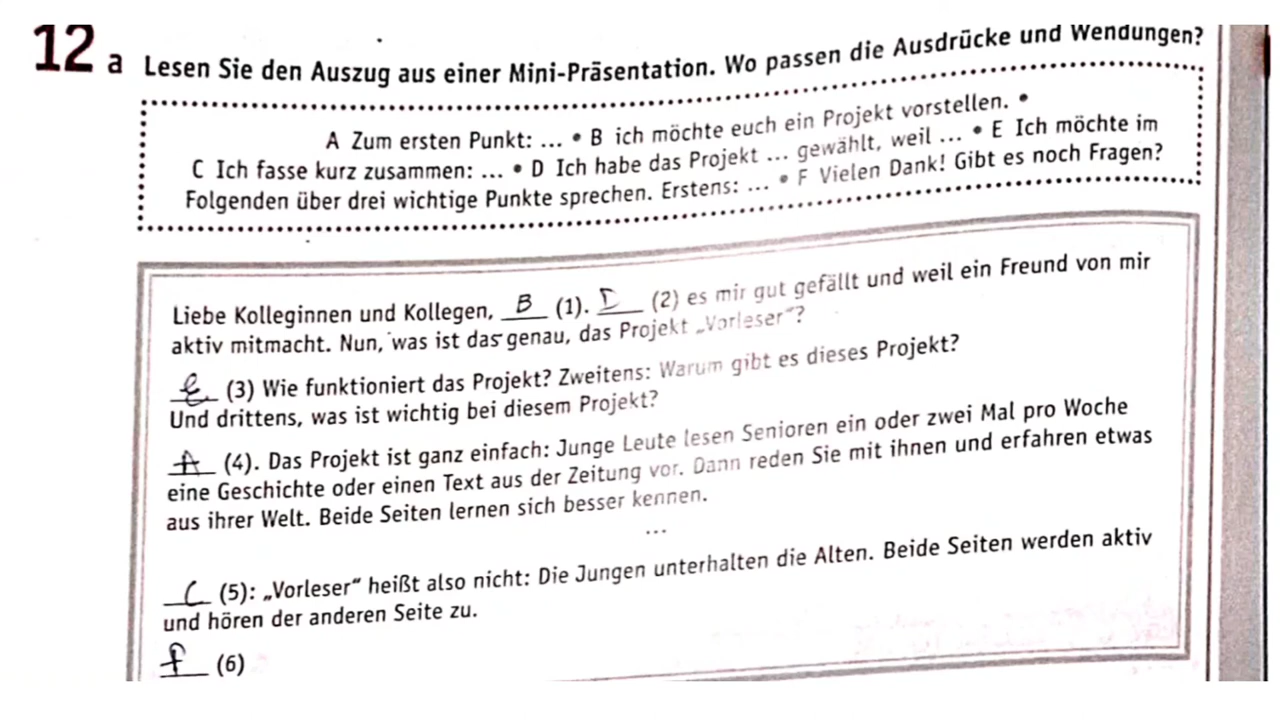 12 a Lesen Sie den Auszug aus einer Mini-Präsentation. Wo passen die Ausdrücke und Wendungen?
A Zum ersten Punkt: ... • B ich möchte euch ein Projekt vorstellen. •
C Ich fasse kurz zusammen: ... • D Ich habe das Projekt ... gewählt, weil ... • E Ich möchte im
Folgenden über drei wichtige Punkte sprechen. Erstens: ... • F Vielen Dank! Gibt es noch Fragen?
Liebe Kolleginnen und Kollegen, B (1). D (2) es mir gut gefällt und weil ein Freund von mir
aktiv mitmacht. Nun, was ist das genau, das Projekt „Vorleser“?
e (3) Wie funktioniert das Projekt? Zweitens: Warum gibt es dieses Projekt?
Und drittens, was ist wichtig bei diesem Projekt?
A (4). Das Projekt ist ganz einfach: Junge Leute lesen Senioren ein oder zwei Mal pro Woche
eine Geschichte oder einen Text aus der Zeitung vor. Dann reden Sie mit ihnen und erfahren etwas
aus ihrer Welt. Beide Seiten lernen sich besser kennen.
...
C (5): „Vorleser“ heißt also nicht: Die Jungen unterhalten die Alten. Beide Seiten werden aktiv
und hören der anderen Seite zu.
f (6)